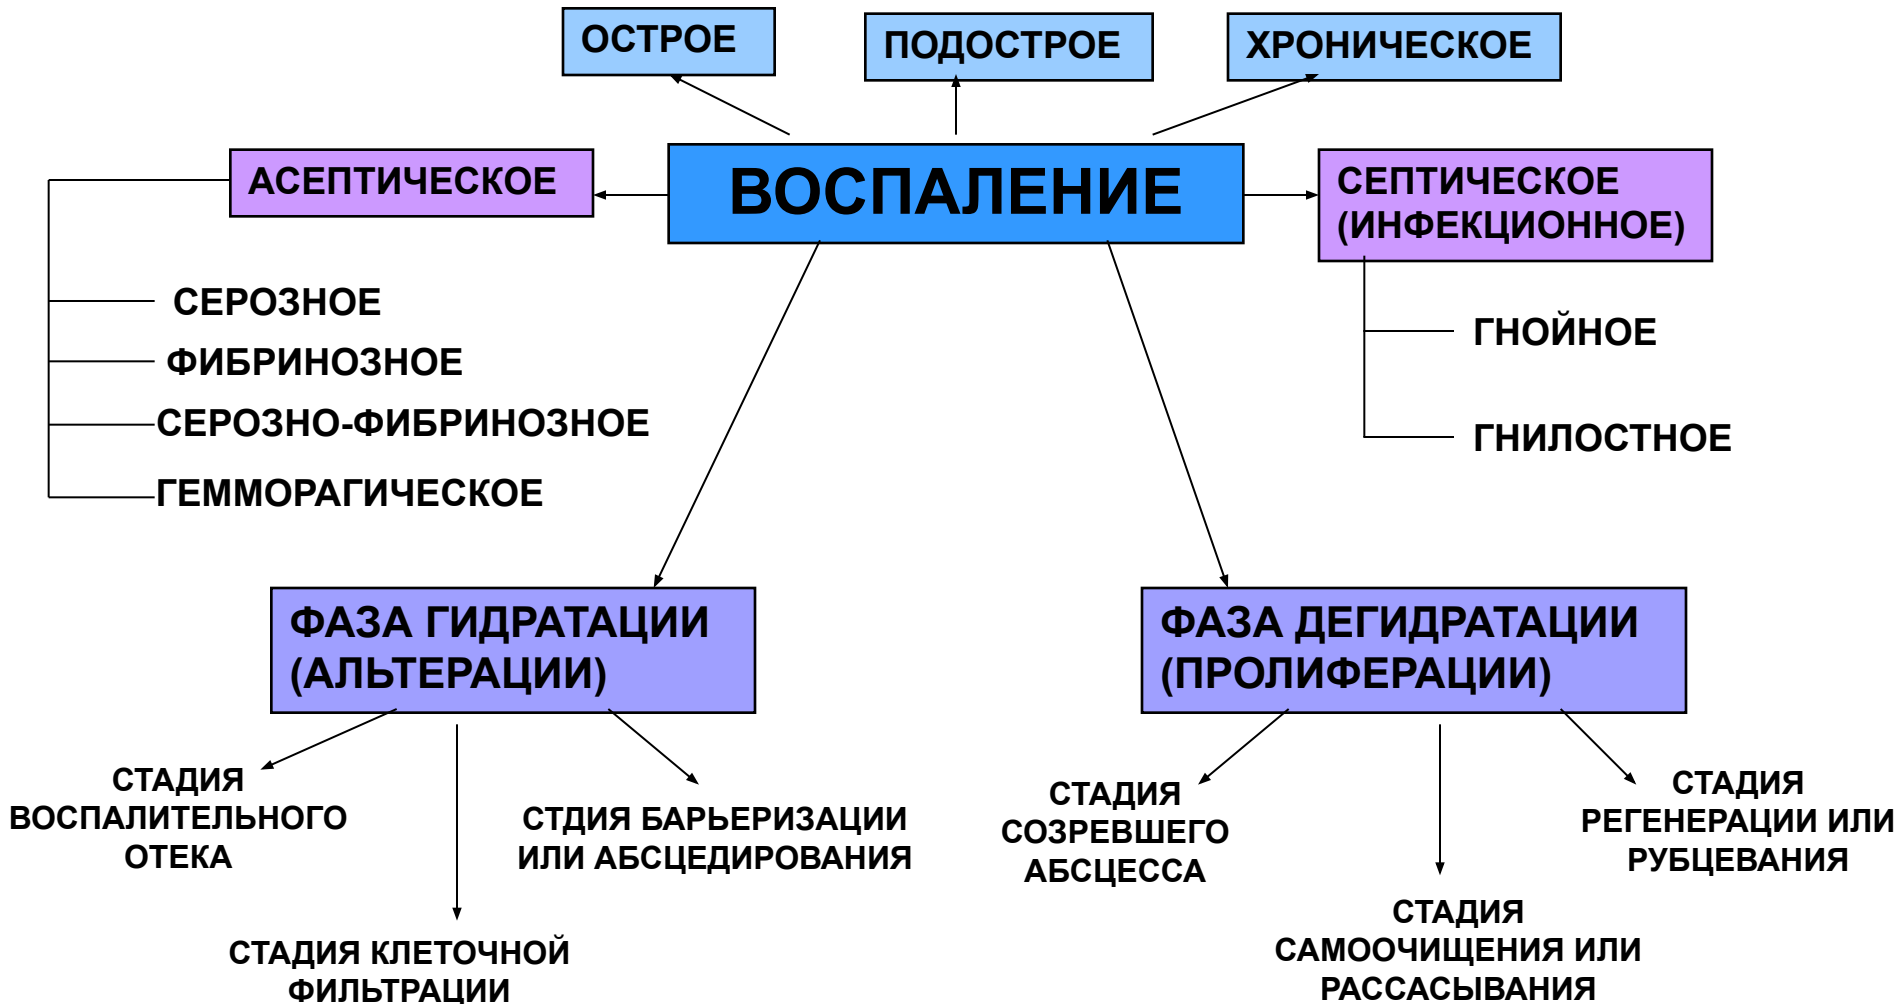 ОСТРОЕ
ПОДОСТРОЕ
ХРОНИЧЕСКОЕ
АСЕПТИЧЕСКОЕ
ВОСПАЛЕНИЕ
СЕПТИЧЕСКОЕ
(ИНФЕКЦИОННОЕ)
СЕРОЗНОЕ
ФИБРИНОЗНОЕ
СЕРОЗНО-ФИБРИНОЗНОЕ
ГЕММОРАГИЧЕСКОЕ
ГНОЙНОЕ
ГНИЛОСТНОЕ
ФАЗА ГИДРАТАЦИИ
(АЛЬТЕРАЦИИ)
ФАЗА ДЕГИДРАТАЦИИ
(ПРОЛИФЕРАЦИИ)
СТАДИЯ
ВОСПАЛИТЕЛЬНОГО
ОТЕКА
СТАДИЯ КЛЕТОЧНОЙ
ФИЛЬТРАЦИИ
СТДИЯ БАРЬЕРИЗАЦИИ
ИЛИ АБСЦЕДИРОВАНИЯ
СТАДИЯ
СОЗРЕВШЕГО
АБСЦЕССА
СТАДИЯ
САМООЧИЩЕНИЯ ИЛИ
РАССАСЫВАНИЯ
СТАДИЯ
РЕГЕНЕРАЦИИ ИЛИ
РУБЦЕВАНИЯ